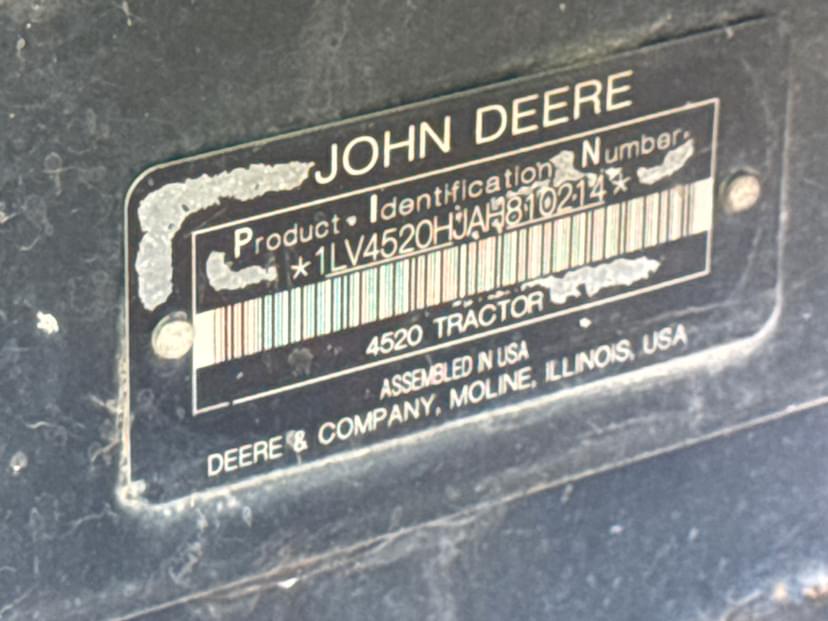 JOHN DEERE
Product Identification Number
*1LV4520HJAH810214*
4520 TRACTOR
ASSEMBLED IN USA
DEERE & COMPANY, MOLINE, ILLINOIS, USA